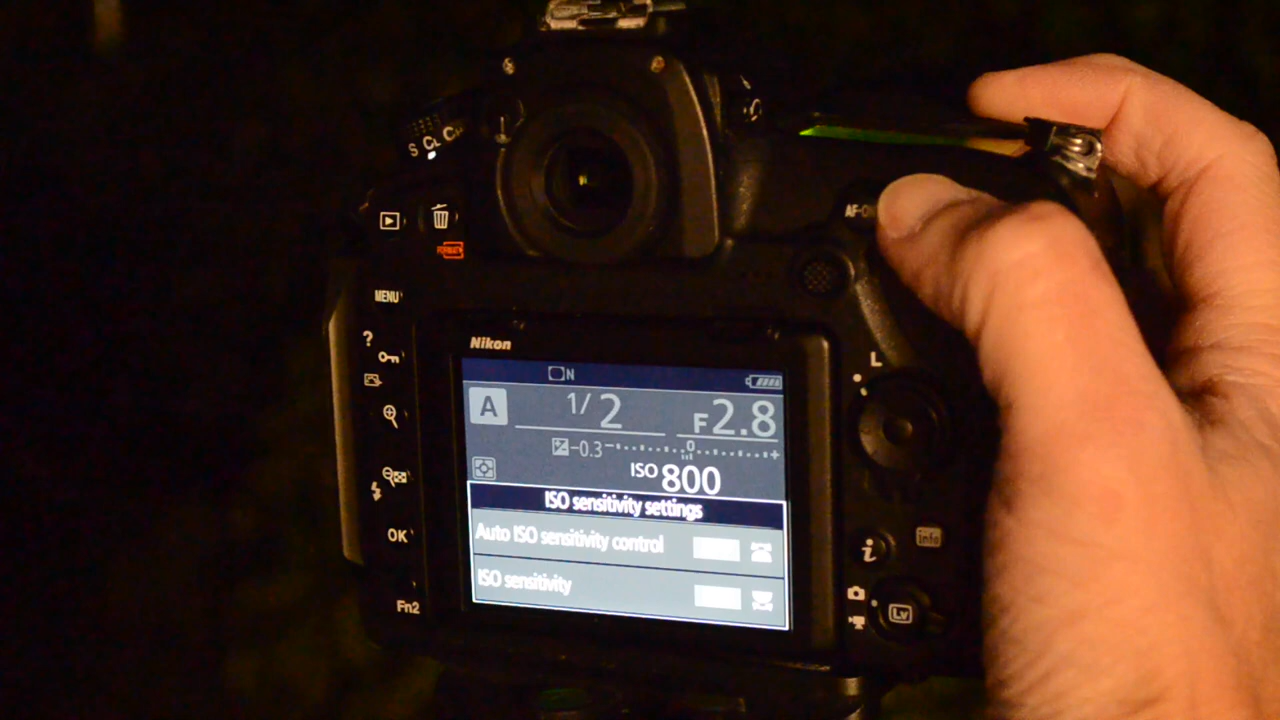 S CL CH
AF-ON
FORMAT
MENU
?
L
Nikon
N
A 1/2 F2.8
-0.3 0 +
ISO 800
ISO sensitivity settings
Auto ISO sensitivity control
ISO sensitivity
OK
i info
Fn2
Lv